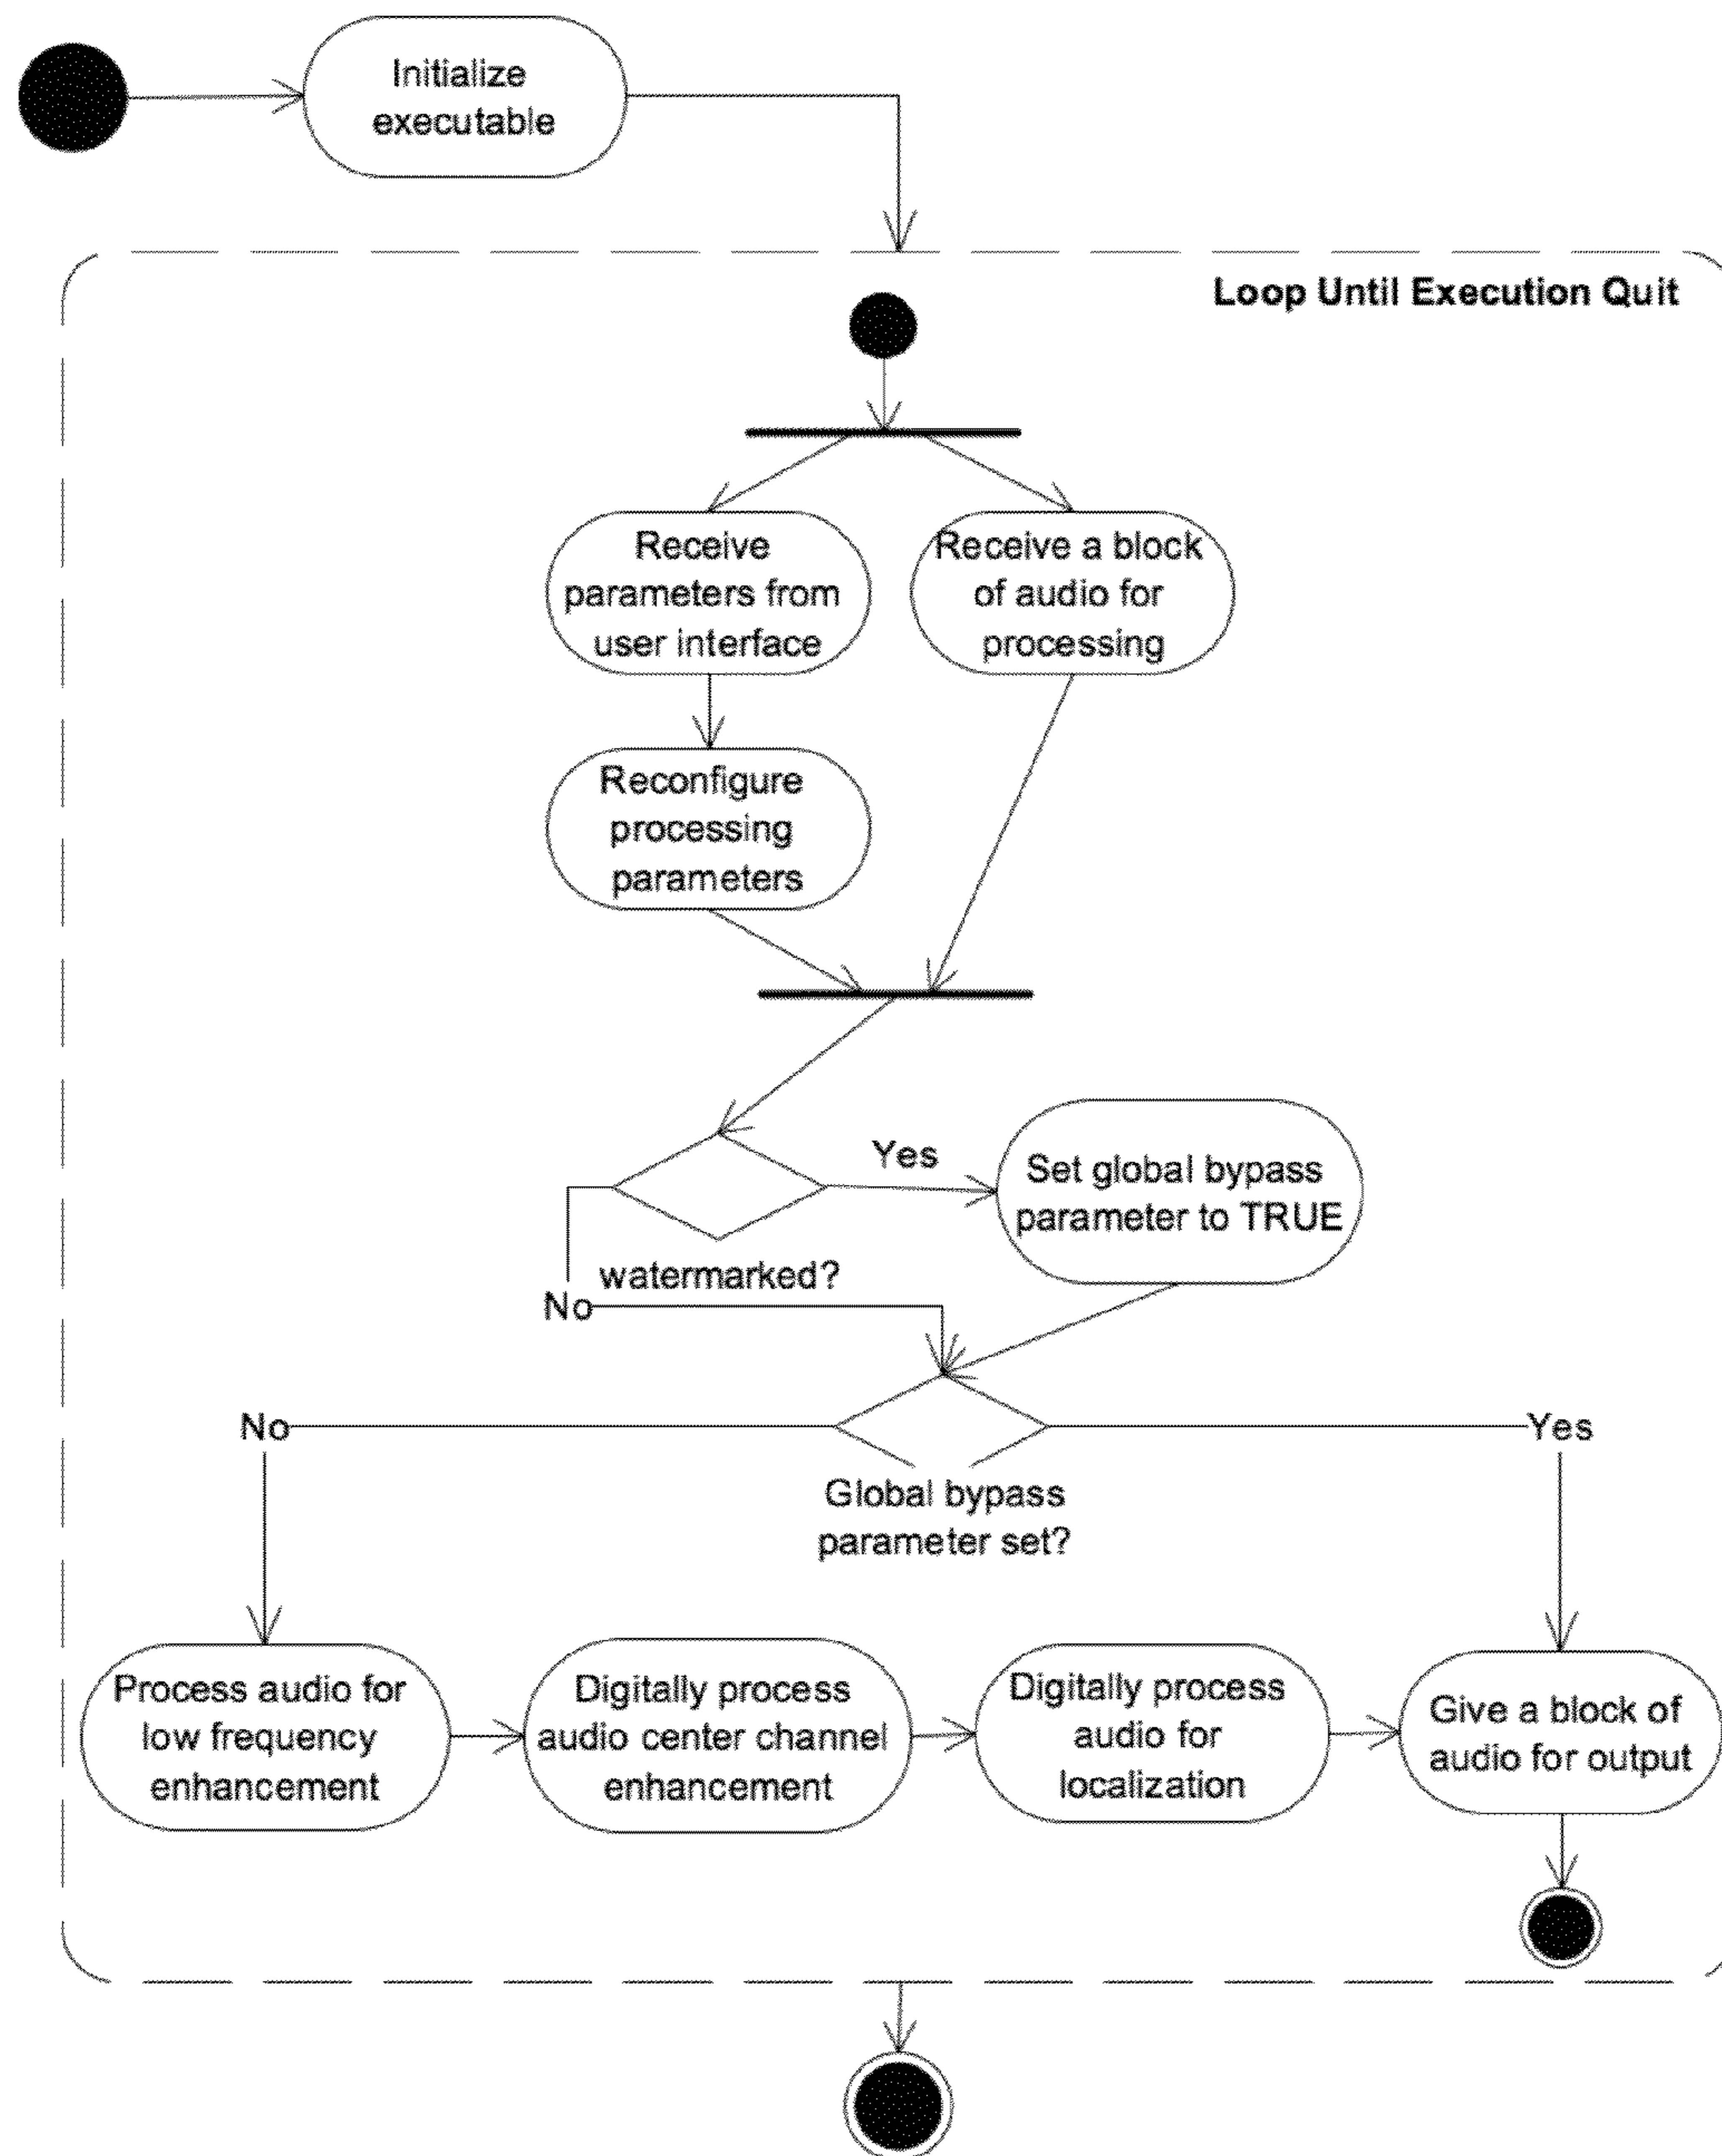 Initialize
executable
Loop Until Execution Quit
Receive
parameters from
user interface
Receive a block
of audio for
processing
Reconfigure
processing
parameters
Yes
Set global bypass
parameter to TRUE
watermarked?
No
No
Yes
Global bypass
parameter set?
Process audio for
low frequency
enhancement
Digitally process
audio center channel
enhancement
Digitally process
audio for
localization
Give a block of
audio for output